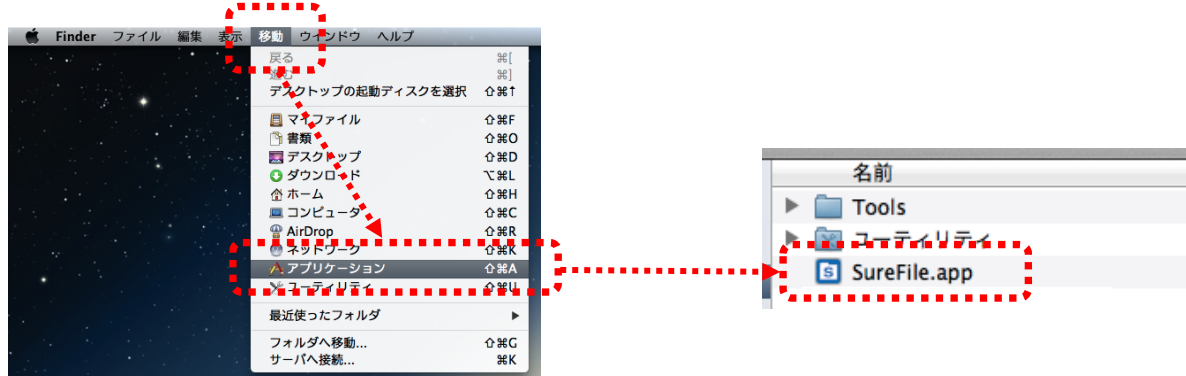 Finder ファイル 編集 表示 移動 ウインドウ ヘルプ
戻る ⌘[
進む ⌘]
デスクトップの起動ディスクを選択 ⇧⌘↑
マイファイル ⇧⌘F
書類 ⇧⌘O
デスクトップ ⇧⌘D
ダウンロード ⌥⌘L
ホーム ⇧⌘H
コンピュータ ⇧⌘C
AirDrop ⇧⌘R
ネットワーク ⇧⌘K
アプリケーション ⇧⌘A
ユーティリティ ⇧⌘U
最近使ったフォルダ ▶
フォルダへ移動... ⇧⌘G
サーバへ接続... ⌘K
名前
Tools
ユーティリティ
SureFile.app